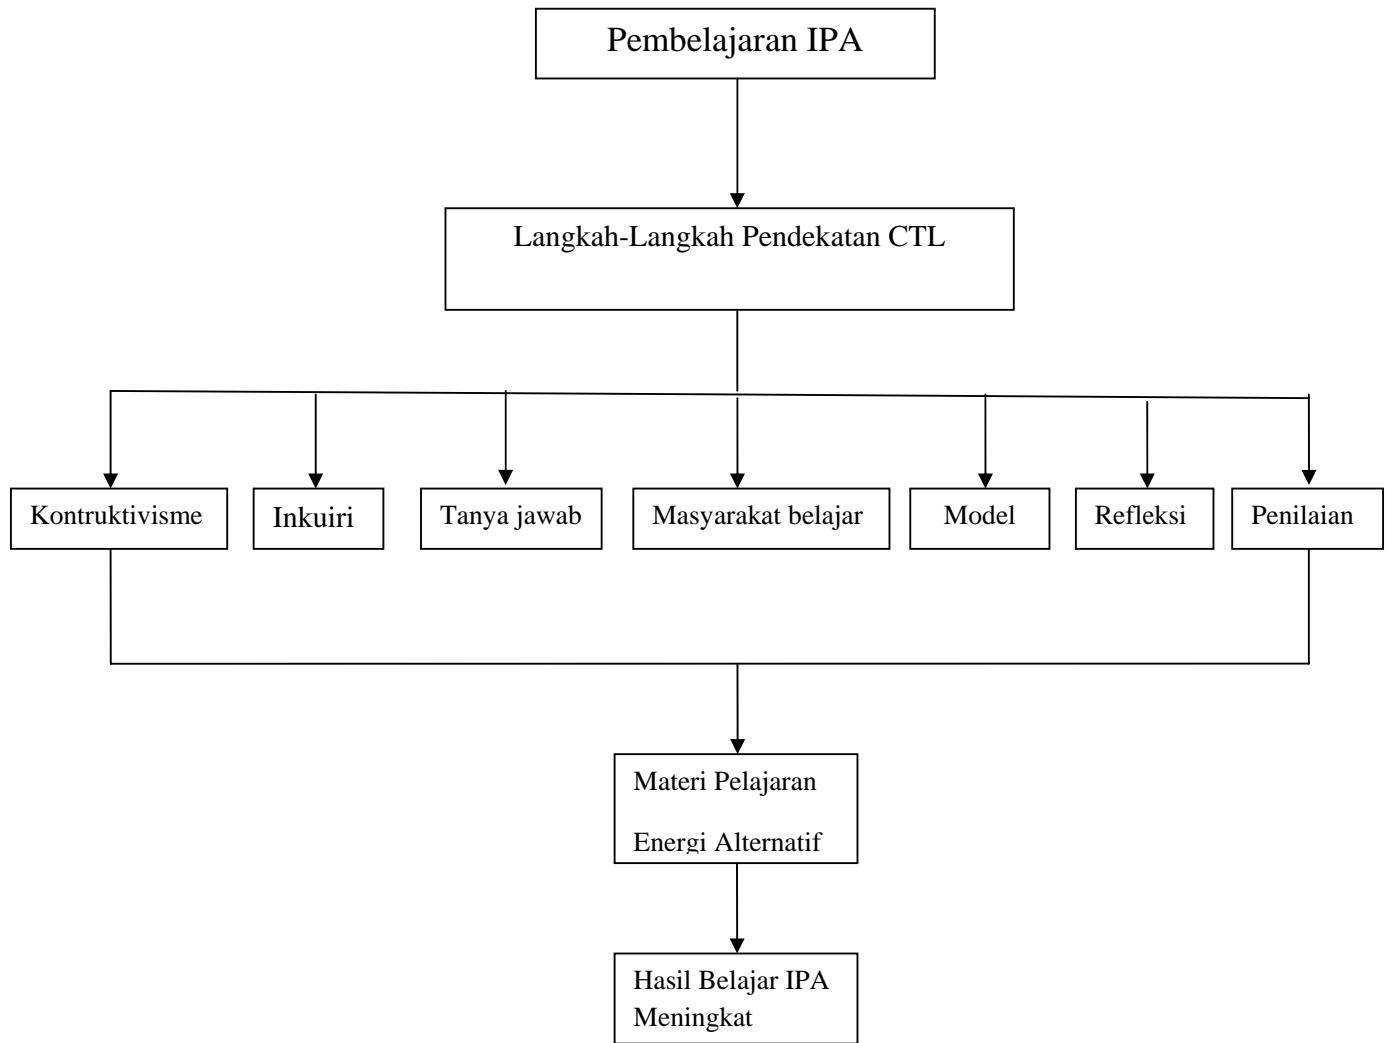 Pembelajaran IPA
Langkah-Langkah Pendekatan CTL
Kontruktivisme
Inkuiri
Tanya jawab
Masyarakat belajar
Model
Refleksi
Penilaian
Materi Pelajaran
Energi Alternatif
Hasil Belajar IPA
Meningkat